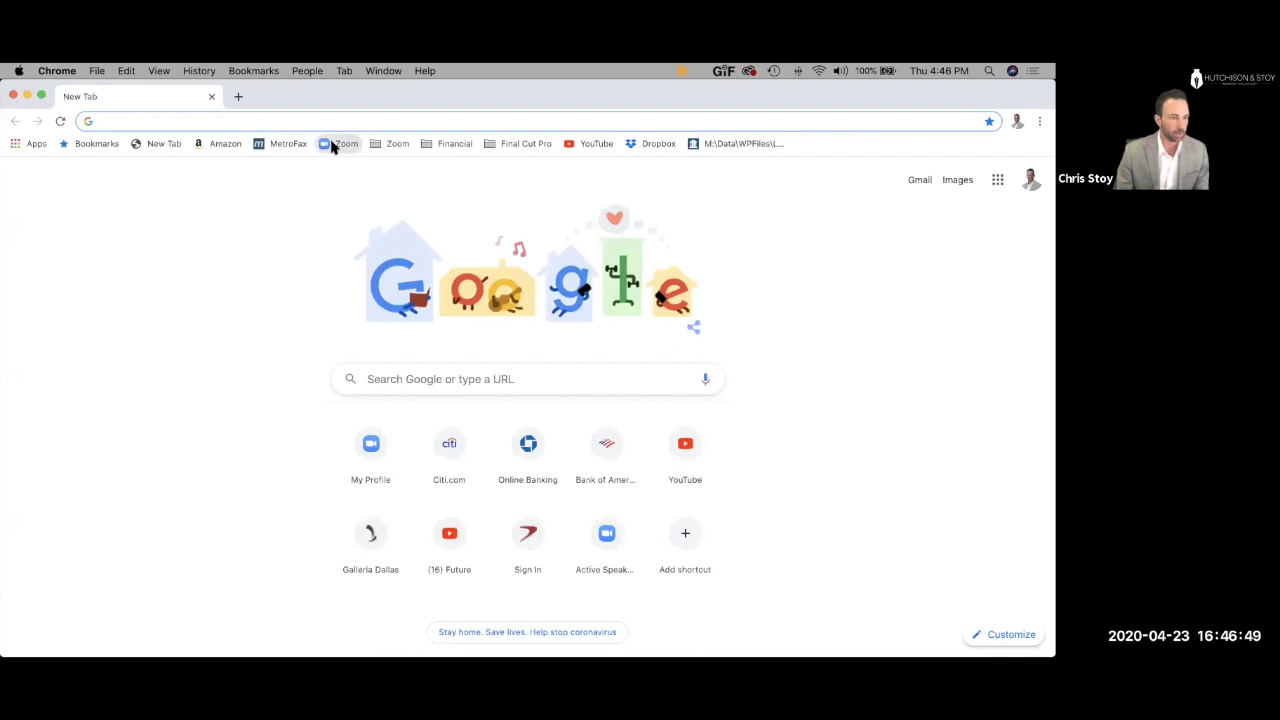 Chrome File Edit View History Bookmarks People Tab Window Help GIF 100% Thu 4:46 PM
New Tab
Apps Bookmarks New Tab Amazon MetroFax Zoom Zoom Financial Final Cut Pro YouTube Dropbox M:\Data\WPFiles\L...
Gmail Images
Google
Search Google or type a URL
My Profile Citi.com Online Banking Bank of Amer... YouTube
citi
Galleria Dallas (16) Future Sign In Active Speak... Add shortcut
Stay home. Save lives. Help stop coronavirus
Customize
HUTCHISON & STOY
Chris Stoy
2020-04-23 16:46:49